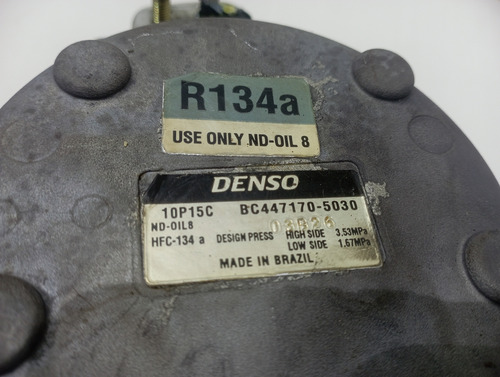 R134a
USE ONLY ND-OIL 8
DENSO
10P15C BC447170-5030
ND-OIL8
HFC-134 a DESIGN PRESS HIGH SIDE 3.53MPa
LOW SIDE 1.67MPa
MADE IN BRAZIL